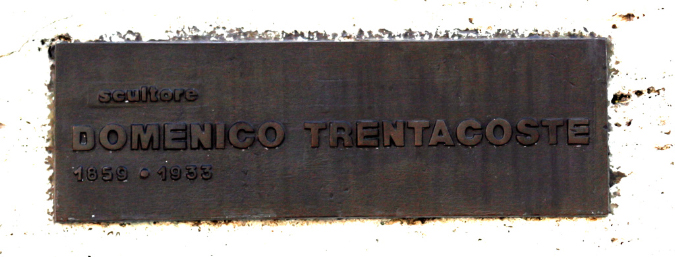 scultore
DOMENICO TRENTACOSTE
1859 • 1933